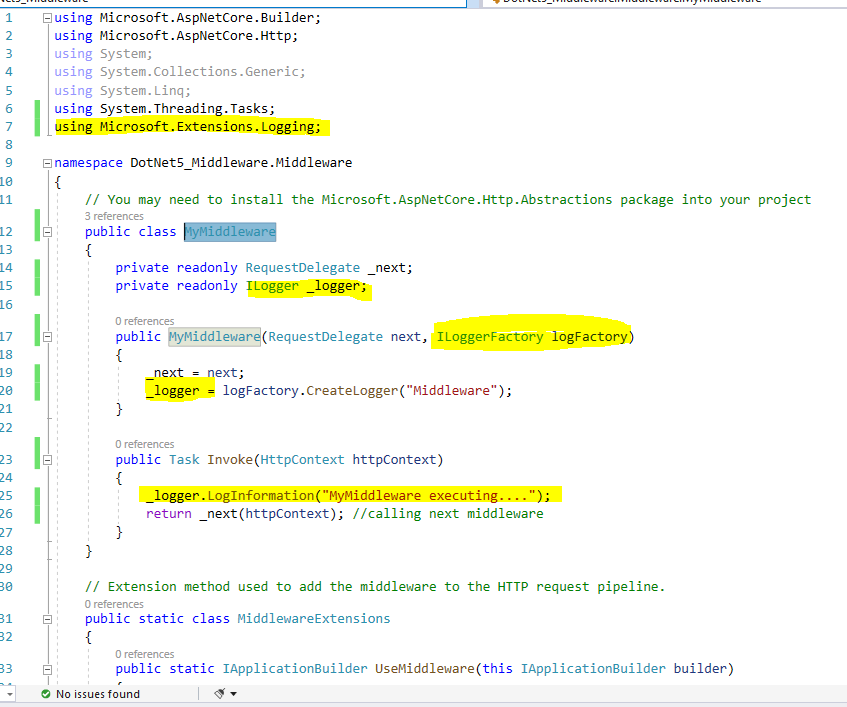 1 using Microsoft.AspNetCore.Builder;
2 using Microsoft.AspNetCore.Http;
3 using System;
4 using System.Collections.Generic;
5 using System.Linq;
6 using System.Threading.Tasks;
7 using Microsoft.Extensions.Logging;
8
9 namespace DotNet5_Middleware.Middleware
10 {
11 // You may need to install the Microsoft.AspNetCore.Http.Abstractions package into your project
3 references
12 public class MyMiddleware
13 {
14 private readonly RequestDelegate _next;
15 private readonly ILogger _logger;
16
0 references
17 public MyMiddleware(RequestDelegate next, ILoggerFactory logFactory)
18 {
19 _next = next;
20 _logger = logFactory.CreateLogger("Middleware");
21 }
22
0 references
23 public Task Invoke(HttpContext httpContext)
24 {
25 _logger.LogInformation("MyMiddleware executing....");
26 return _next(httpContext); //calling next middleware
27 }
28 }
29
30 // Extension method used to add the middleware to the HTTP request pipeline.
0 references
31 public static class MiddlewareExtensions
32 {
0 references
33 public static IApplicationBuilder UseMiddleware(this IApplicationBuilder builder)
No issues found